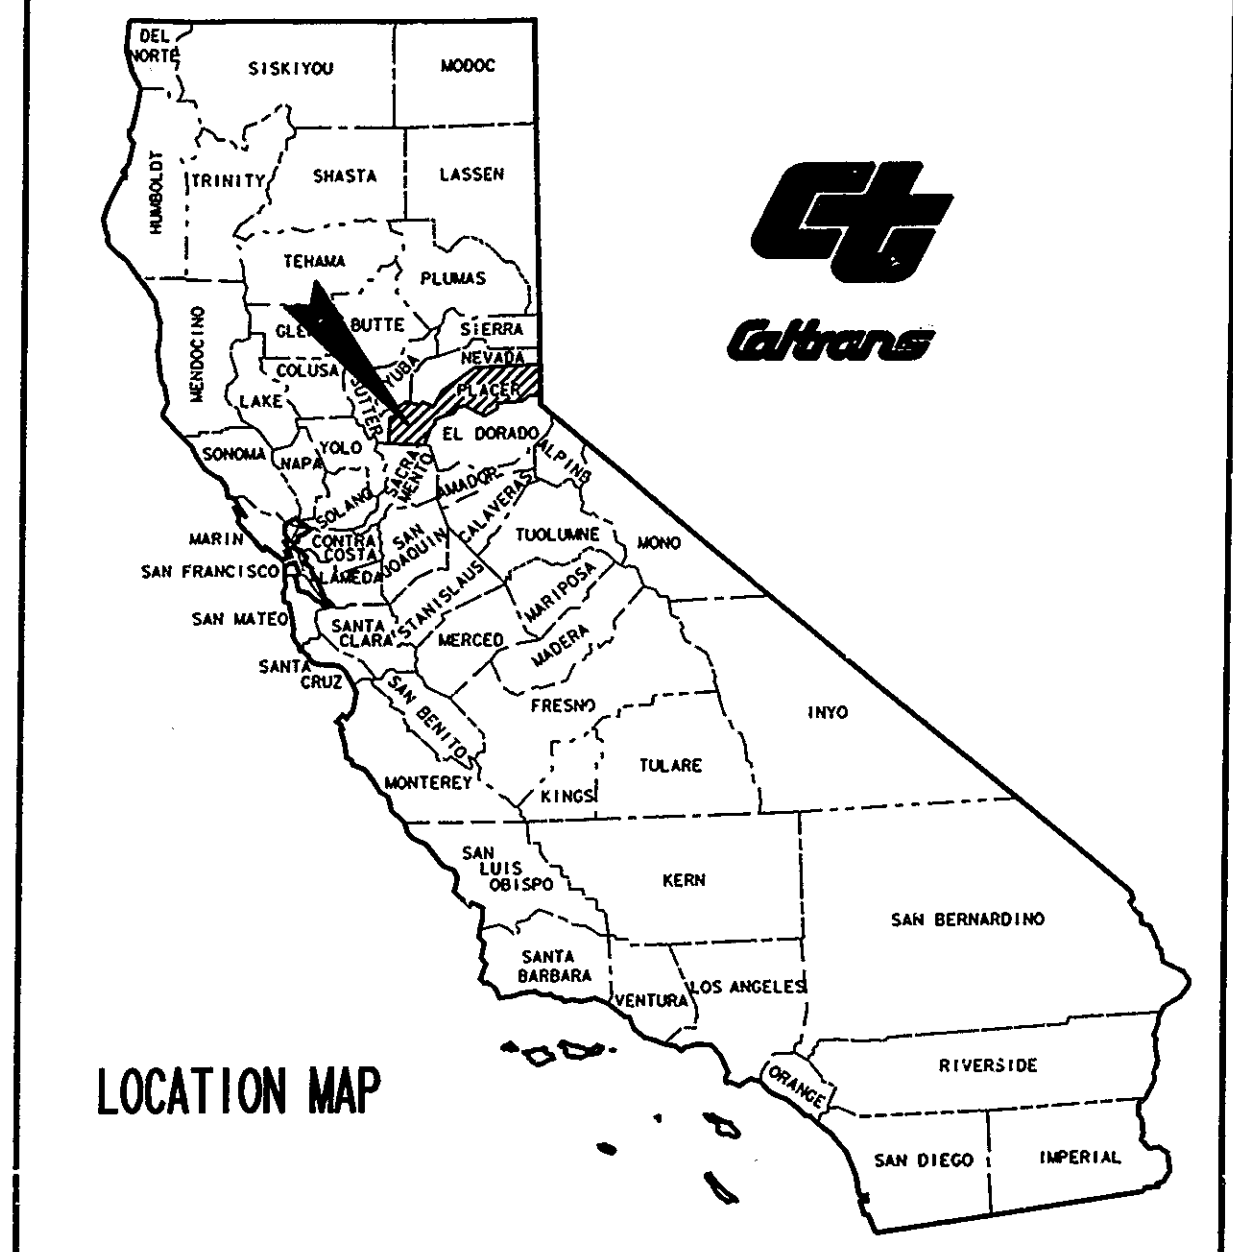 DEL
NORTE
SISKIYOU
MODOC
HUMBOLDT
TRINITY
SHASTA
LASSEN
TEHAMA
PLUMAS
MENDOCINO
BUTTE
SIERRA
COLUSA
YUBA
NEVADA
SUTTER
PLACER
LAKE
SONOMA
NAPA
YOLO
EL DORADO
ALPINE
SACRA
MENTO
AMADOR
SOLANO
CALAVERAS
MARIN
CONTRA
COSTA
SAN
JOAQUIN
TUOLUMNE
MONO
SAN FRANCISCO
ALAMEDA
STANISLAUS
MARIPOSA
SAN MATEO
SANTA
CLARA
MERCED
MADERA
SANTA
CRUZ
SAN BENITO
FRESNO
INYO
MONTEREY
KINGS
TULARE
SAN
LUIS
OBISPO
KERN
SAN BERNARDINO
SANTA
BARBARA
VENTURA
LOS ANGELES
ORANGE
RIVERSIDE
SAN DIEGO
IMPERIAL
Ct
Caltrans
LOCATION MAP